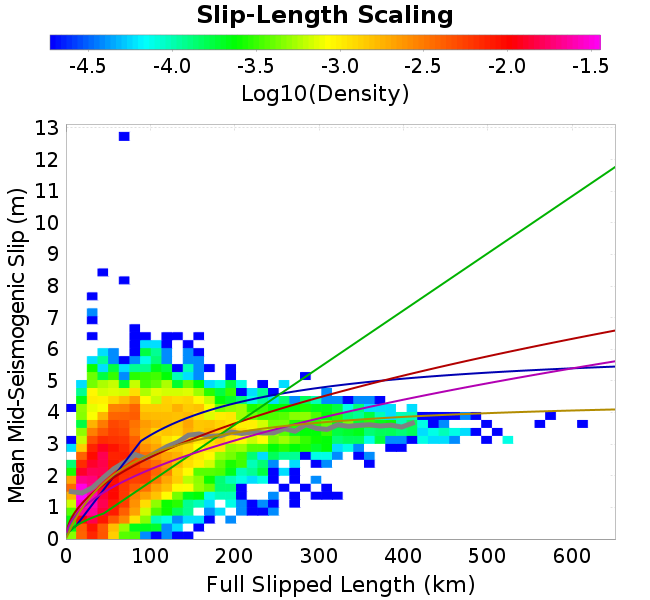 Slip-Length Scaling
-4.5 -4.0 -3.5 -3.0 -2.5 -2.0 -1.5
Log10(Density)
13
12
11
10
9
8
7
6
5
4
3
2
1
0
Mean Mid-Seismogenic Slip (m)
0 100 200 300 400 500 600
Full Slipped Length (km)